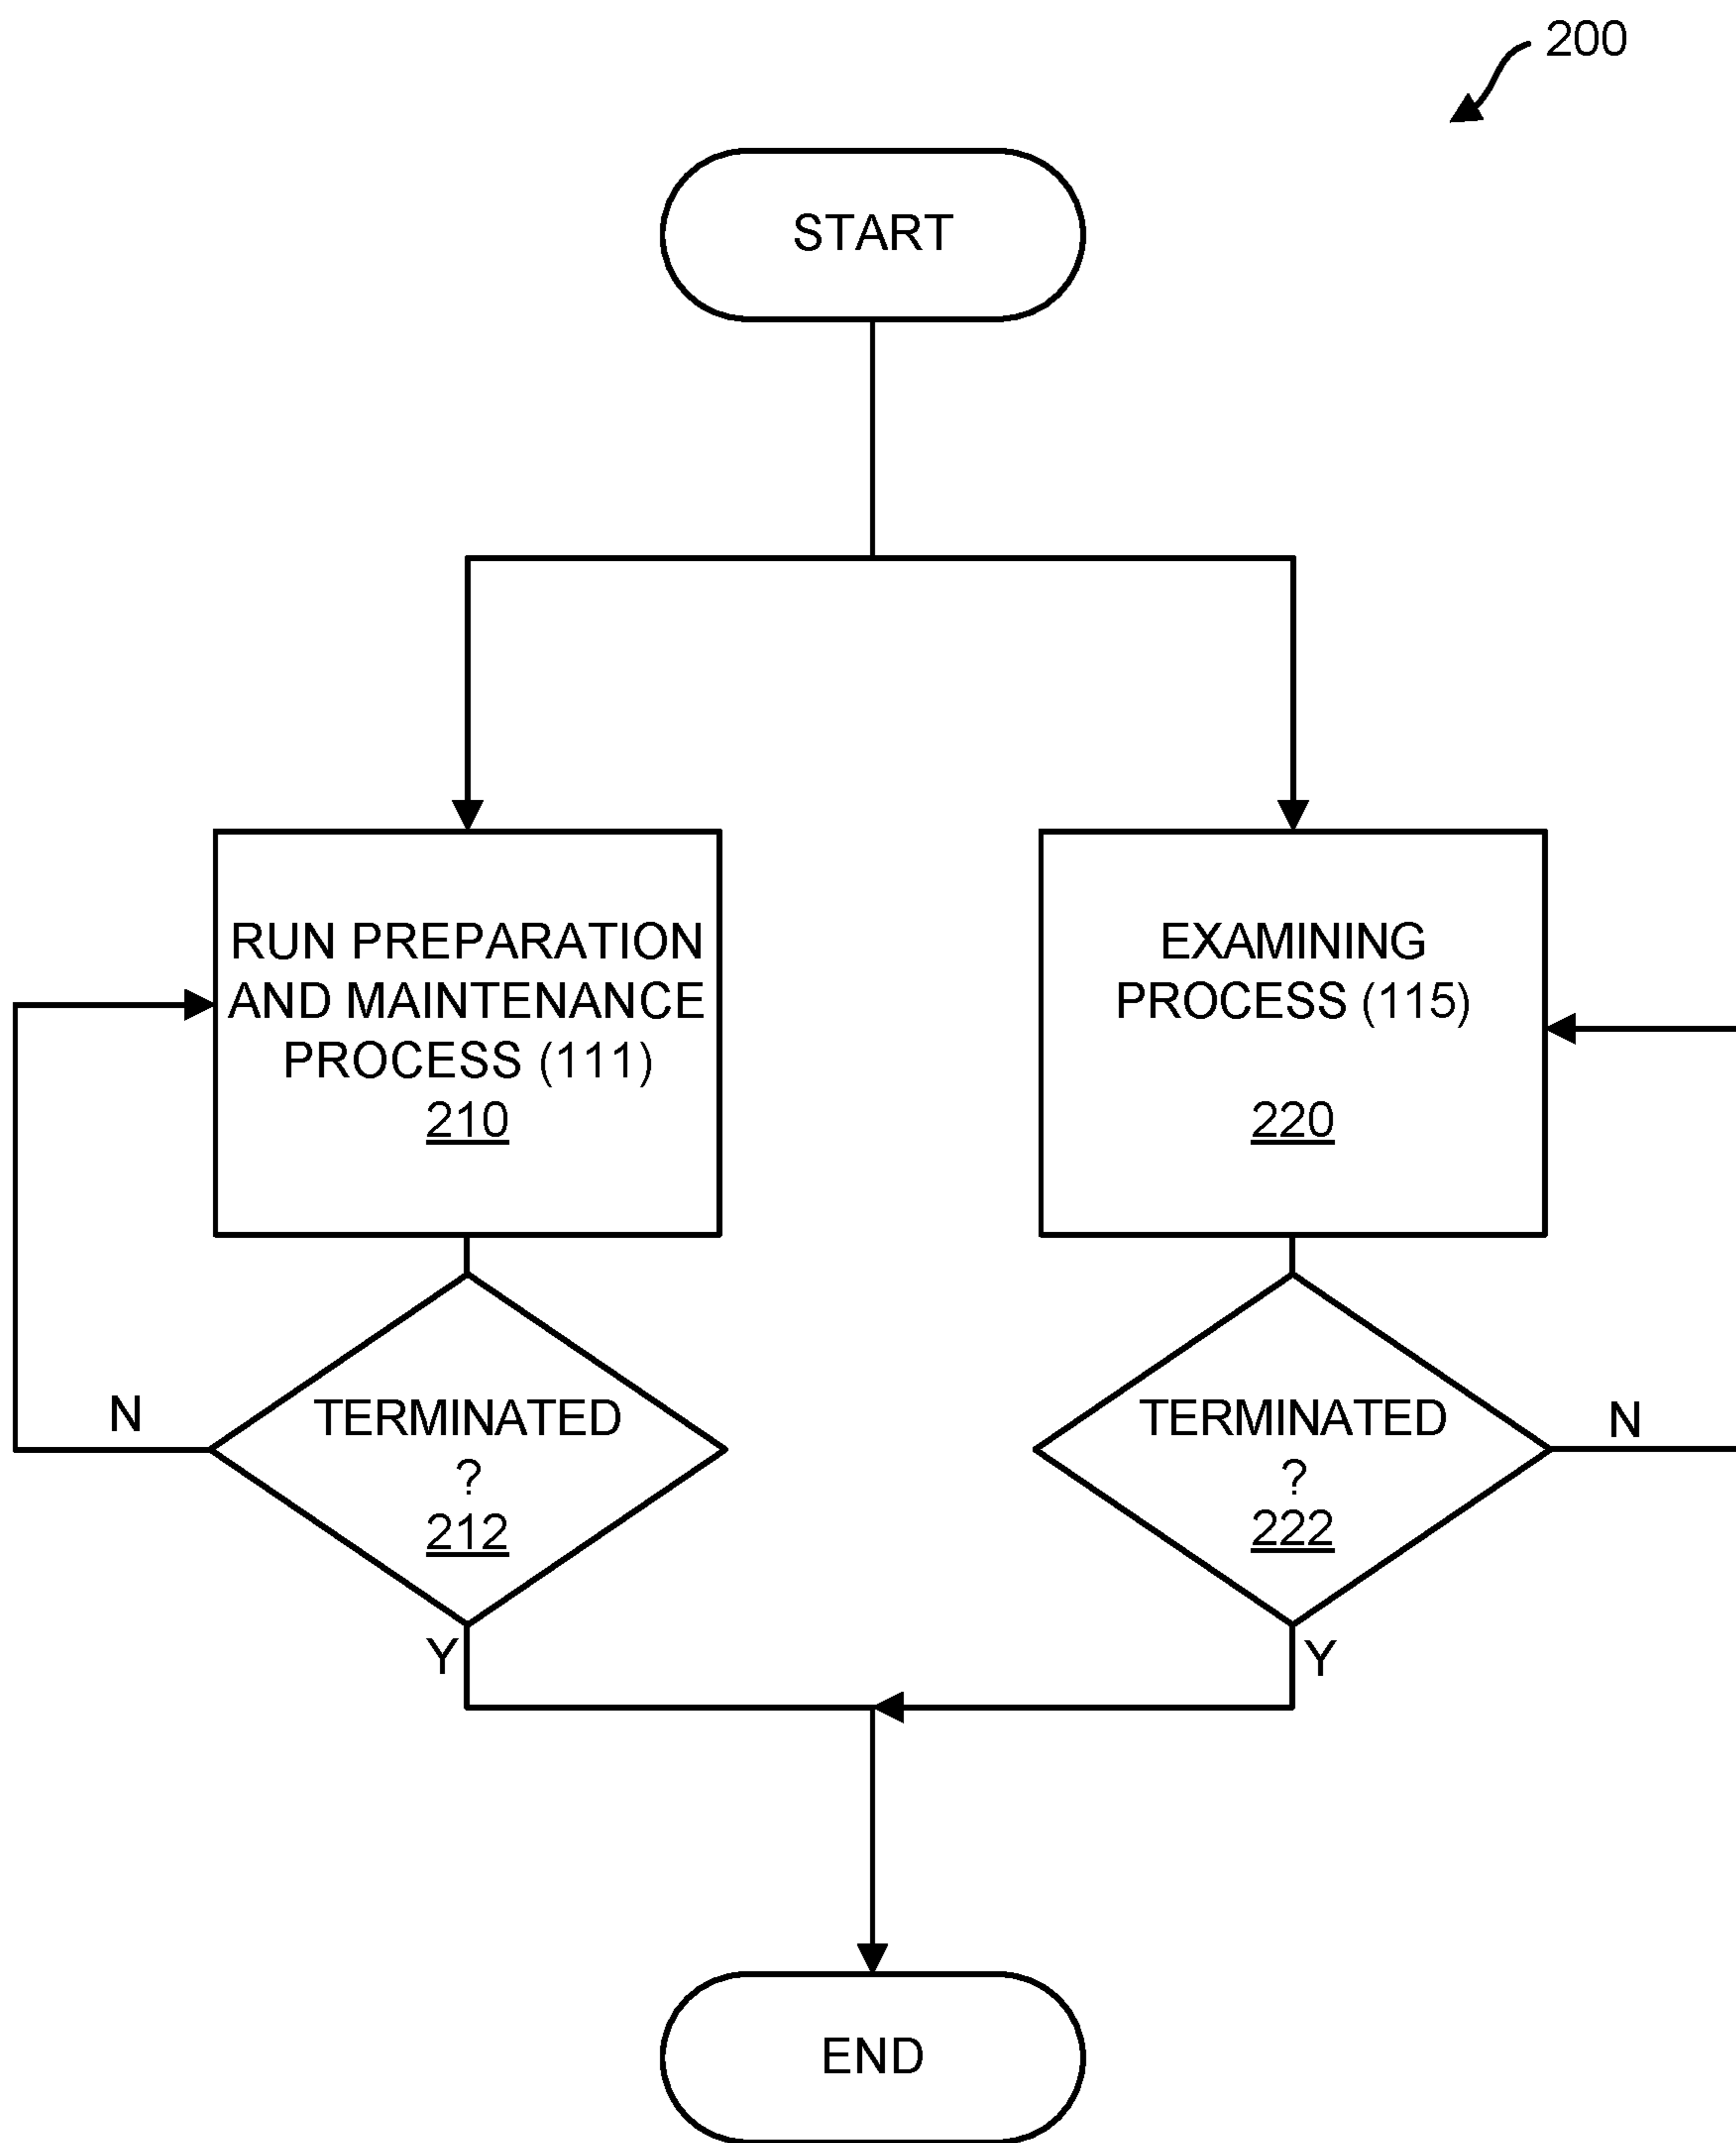 200
START
RUN PREPARATION
AND MAINTENANCE
PROCESS (111)
210
EXAMINING
PROCESS (115)
220
N
TERMINATED
?
212
Y
TERMINATED
?
222
N
Y
END